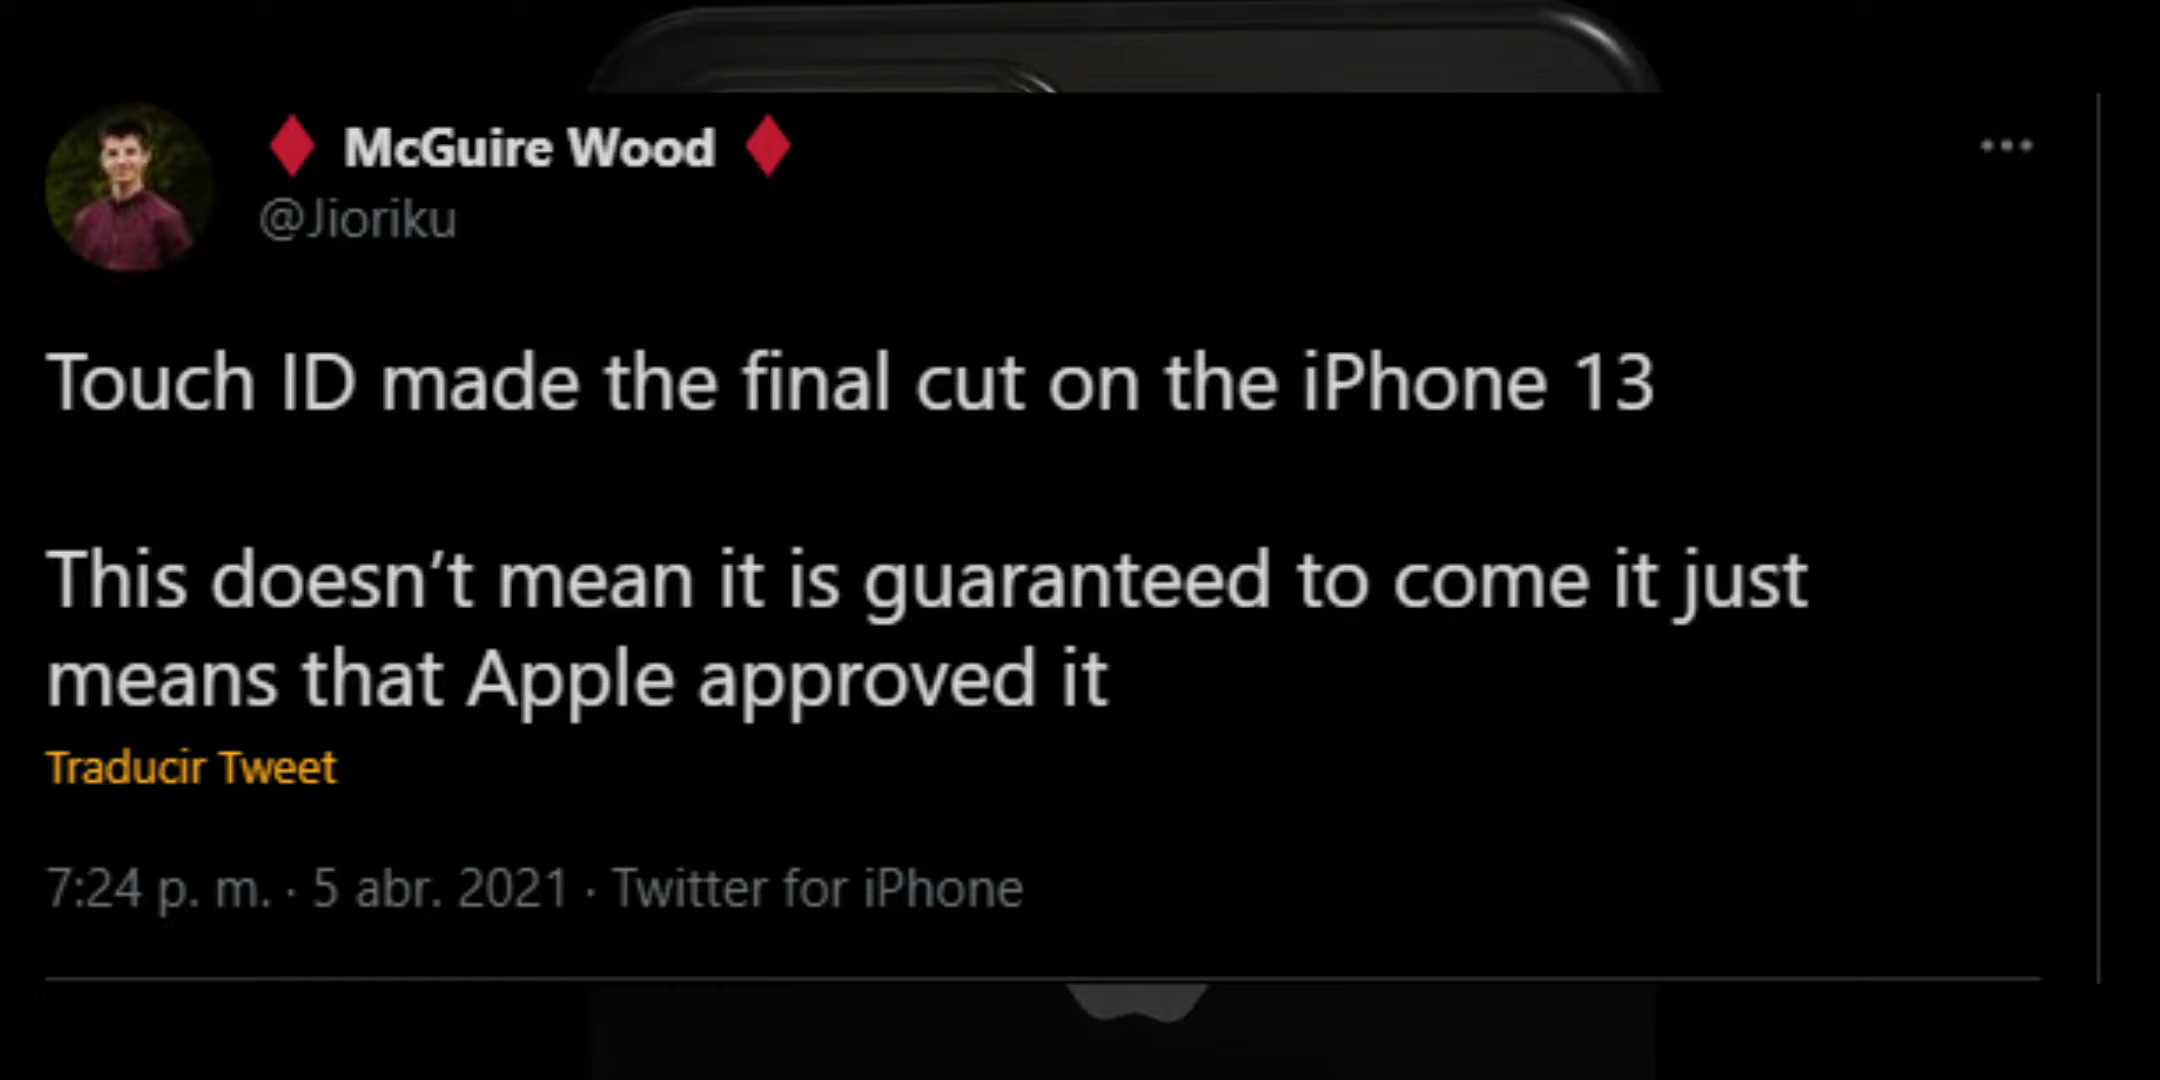 ♦ McGuire Wood ♦
@Jioriku
Touch ID made the final cut on the iPhone 13
This doesn’t mean it is guaranteed to come it just
means that Apple approved it
Traducir Tweet
7:24 p. m. · 5 abr. 2021 · Twitter for iPhone